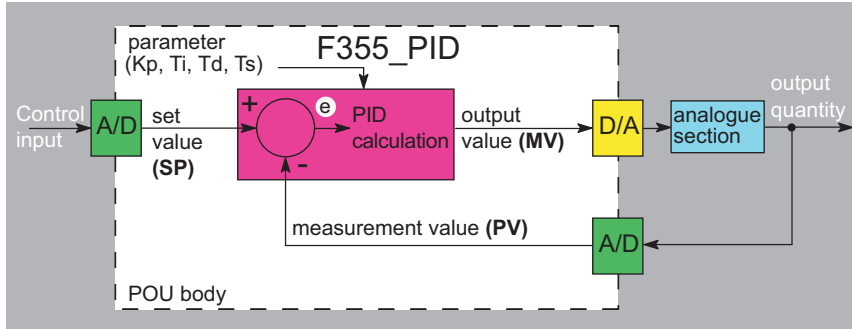 parameter
(Kp, Ti, Td, Ts)
F355_PID
Control
input
A/D
set
value
(SP)
+
-
e
PID
calculation
output
value (MV)
D/A
analogue
section
output
quantity
measurement value (PV)
A/D
POU body